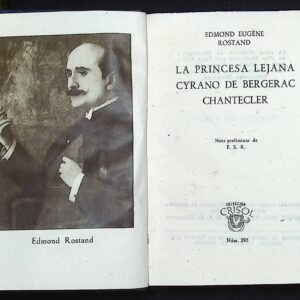 Edmond Rostand
EDMOND EUGÈNE
ROSTAND
LA PRINCESA LEJANA
CYRANO DE BERGERAC
CHANTECLER
Nota preliminar de
F. S. R.
COLECCIÓN
CRISOL
Núm. 295